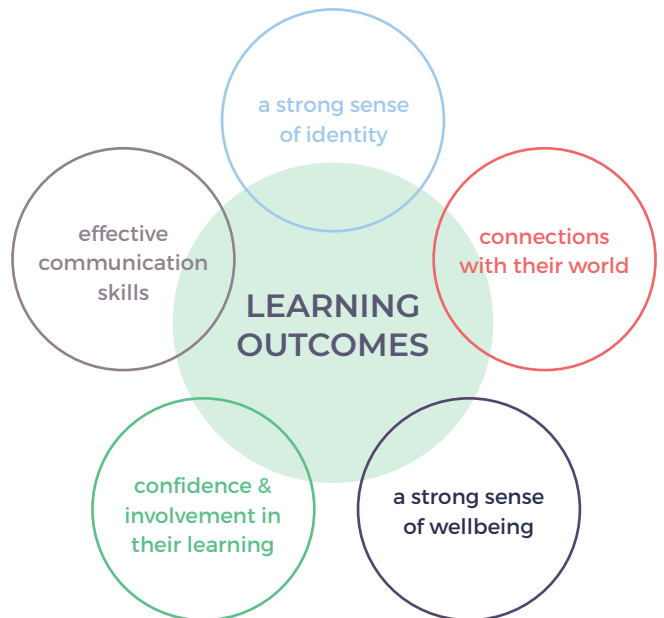 a strong sense
of identity
effective
communication
skills
connections
with their world
LEARNING
OUTCOMES
confidence &
involvement in
their learning
a strong sense
of wellbeing